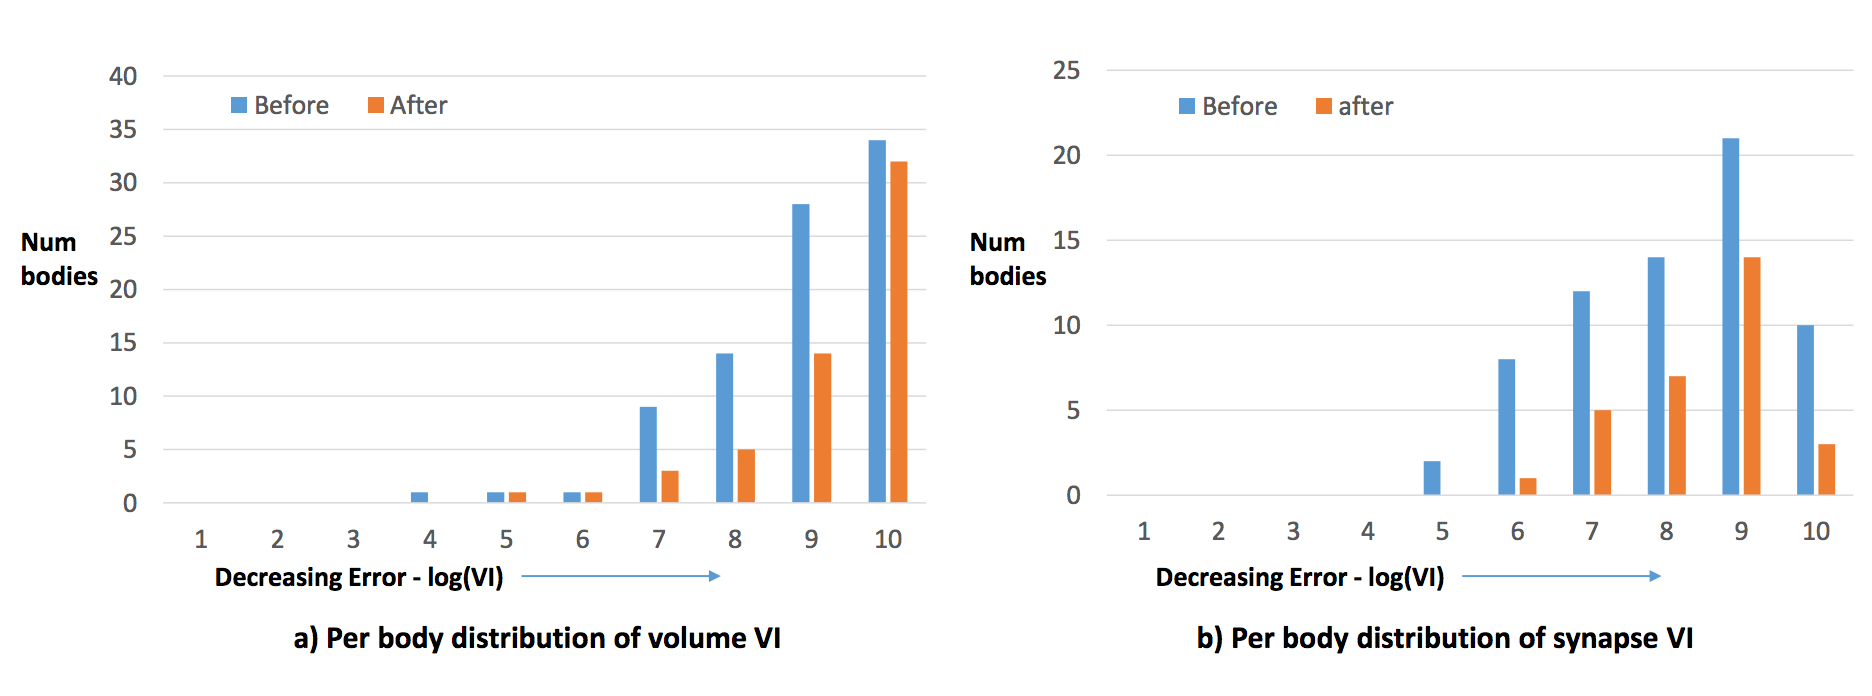 40
35
30
25
20
15
10
5
0
Before After
Num
bodies
1 2 3 4 5 6 7 8 9 10
Decreasing Error - log(VI)
a) Per body distribution of volume VI
25
20
15
10
5
0
Before after
Num
bodies
1 2 3 4 5 6 7 8 9 10
Decreasing Error - log(VI)
b) Per body distribution of synapse VI